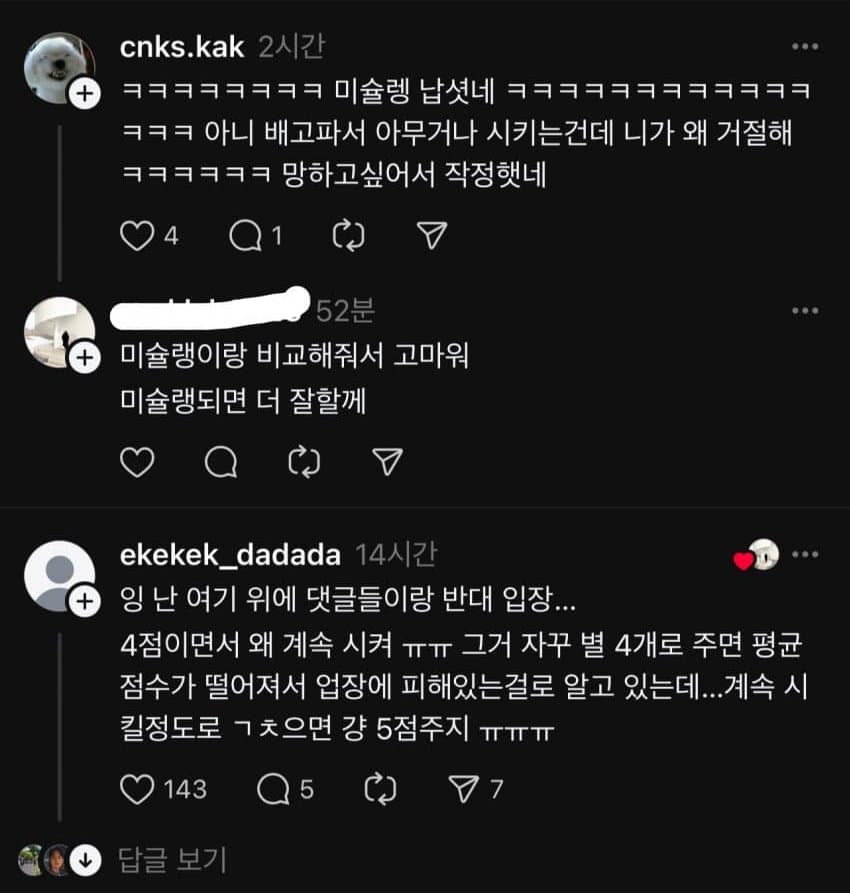 cnks.kak 2시간
ㅋㅋㅋㅋㅋㅋㅋㅋ 미슐렝 납셧네 ㅋㅋㅋㅋㅋㅋㅋㅋㅋㅋㅋㅋ
ㅋㅋㅋ 아니 배고파서 아무거나 시키는건데 니가 왜 거절해
ㅋㅋㅋㅋㅋㅋ 망하고싶어서 작정햇네
4 1
52분
미슐랭이랑 비교해줘서 고마워
미슐랭되면 더 잘할께
ekekek_dadada 14시간
잉 난 여기 위에 댓글들이랑 반대 입장...
4점이면서 왜 계속 시켜 ㅠㅠ 그거 자꾸 별 4개로 주면 평균
점수가 떨어져서 업장에 피해있는걸로 알고 있는데...계속 시
킬정도로 ㄱㅊ으면 걍 5점주지 ㅠㅠㅠ
143 5 7
답글 보기